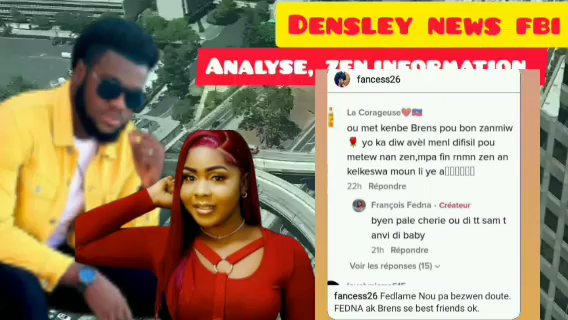 DENSLEY NEWS FBI
ANALYSE, ZEN INFORMATION
fancess26
La Corageuse💔🇭🇹
ou met kenbe Brens pou bon zanmiw
🌹 yo ka diw avèl menl difisil pou
metew nan zen,mpa fin rnmn zen an
kelkeswa moun li ye a
22h Répondre
François Fedna · Créateur
byen pale cherie ou di tt sam t
anvi di baby
21h Répondre
Voir les réponses (15)
fancess26 Fedlame Nou pa bezwen doute.
FEDNA ak Brens se best friends ok.